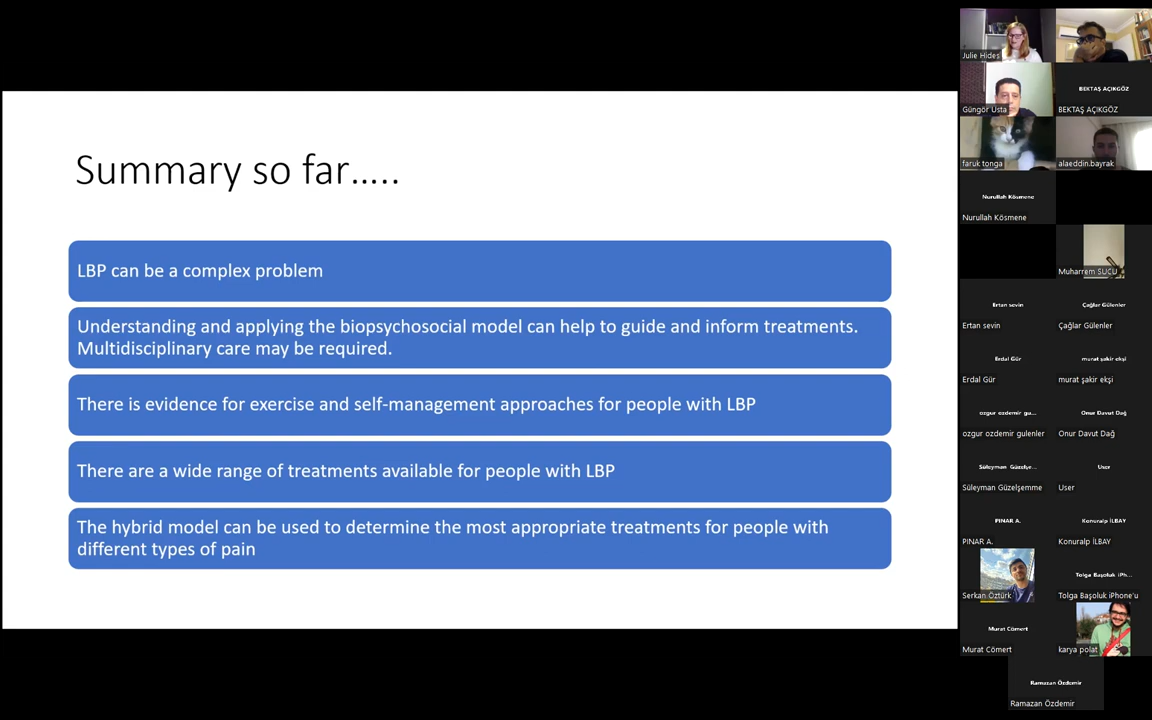 Summary so far…..
LBP can be a complex problem
Understanding and applying the biopsychosocial model can help to guide and inform treatments.
Multidisciplinary care may be required.
There is evidence for exercise and self-management approaches for people with LBP
There are a wide range of treatments available for people with LBP
The hybrid model can be used to determine the most appropriate treatments for people with
different types of pain
Julie Hides
Güngör Usta
BEKTAŞ AÇIKGÖZ
BEKTAŞ AÇIKGÖZ
faruk tonga
alaeddin.bayrak
Nurullah Kösmene
Nurullah Kösmene
Muharrem SUCU
Ertan sevin
Ertan sevin
Çağlar Gülenler
Çağlar Gülenler
Erdal Gür
Erdal Gür
murat şakir ekşi
murat şakir ekşi
ozgur ozdemir gu...
ozgur ozdemir gulenler
Onur Davut Dağ
Onur Davut Dağ
Süleyman Güzelşe...
Süleyman Güzelşemme
User
User
PINAR A.
PINAR A.
Konuralp İLBAY
Konuralp İLBAY
Serkan Öztürk
Tolga Başoluk iPh...
Tolga Başoluk iPhone'u
Murat Cömert
Murat Cömert
karya polat
Ramazan Özdemir
Ramazan Özdemir